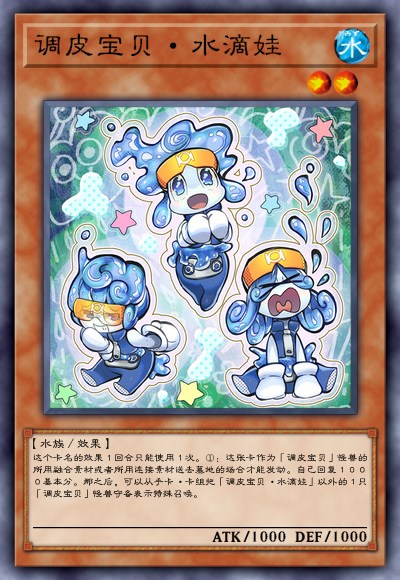 调皮宝贝·水滴娃
水
【水族／效果】
这个卡名的效果1回合只能使用1次。①：这张卡作为「调皮宝贝」怪兽的
所用融合素材或者所用连接素材送去墓地的场合才能发动。自己回复１００
０基本分。那之后，可以从手卡·卡组把「调皮宝贝·水滴娃」以外的1只
「调皮宝贝」怪兽守备表示特殊召唤。
ATK/1000 DEF/1000